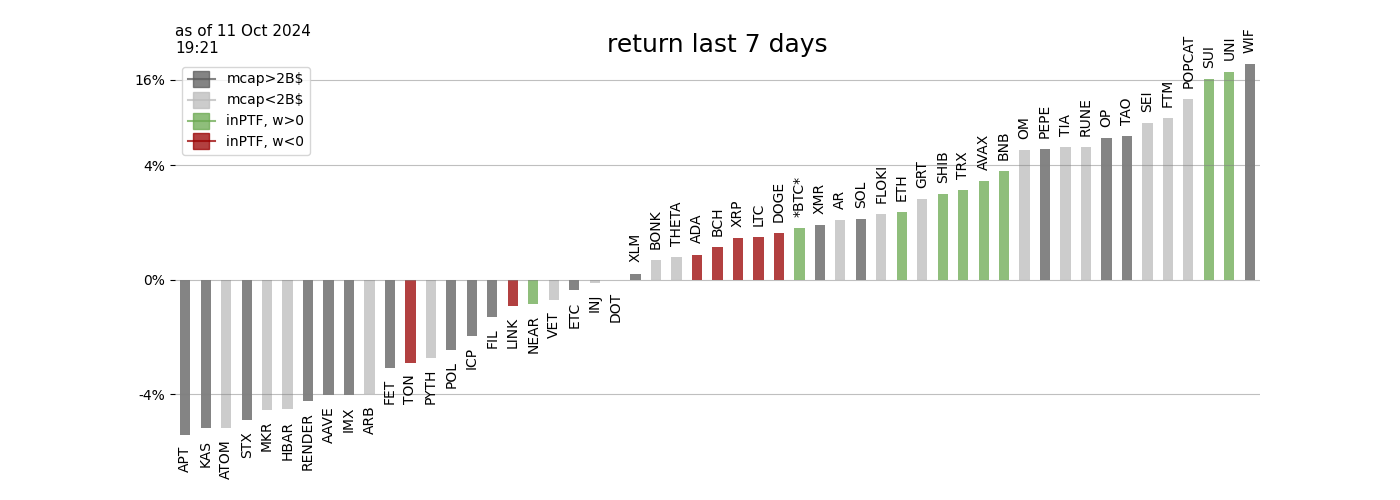 as of 11 Oct 2024
19:21
return last 7 days
mcap>2B$
mcap<2B$
inPTF, w>0
inPTF, w<0
16%
4%
0%
-4%
APT
KAS
ATOM
STX
MKR
HBAR
RENDER
AAVE
IMX
ARB
FET
TON
PYTH
POL
ICP
FIL
LINK
NEAR
VET
ETC
INJ
DOT
XLM
BONK
THETA
ADA
BCH
XRP
LTC
DOGE
*BTC*
XMR
AR
SOL
FLOKI
ETH
GRT
SHIB
TRX
AVAX
BNB
OM
PEPE
TIA
RUNE
OP
TAO
SEI
FTM
POPCAT
SUI
UNI
WIF